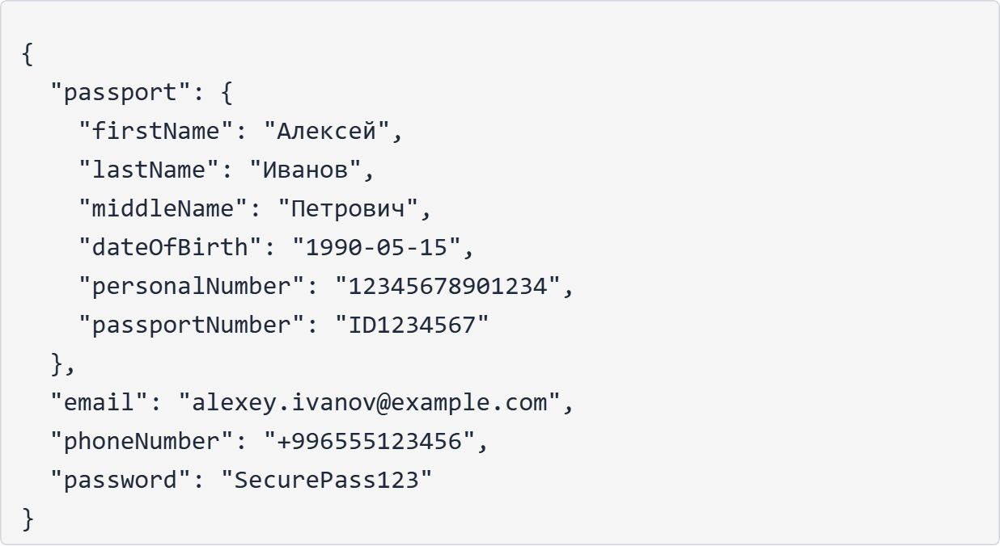 {
  "passport": {
    "firstName": "Алексей",
    "lastName": "Иванов",
    "middleName": "Петрович",
    "dateOfBirth": "1990-05-15",
    "personalNumber": "12345678901234",
    "passportNumber": "ID1234567"
  },
  "email": "alexey.ivanov@example.com",
  "phoneNumber": "+996555123456",
  "password": "SecurePass123"
}